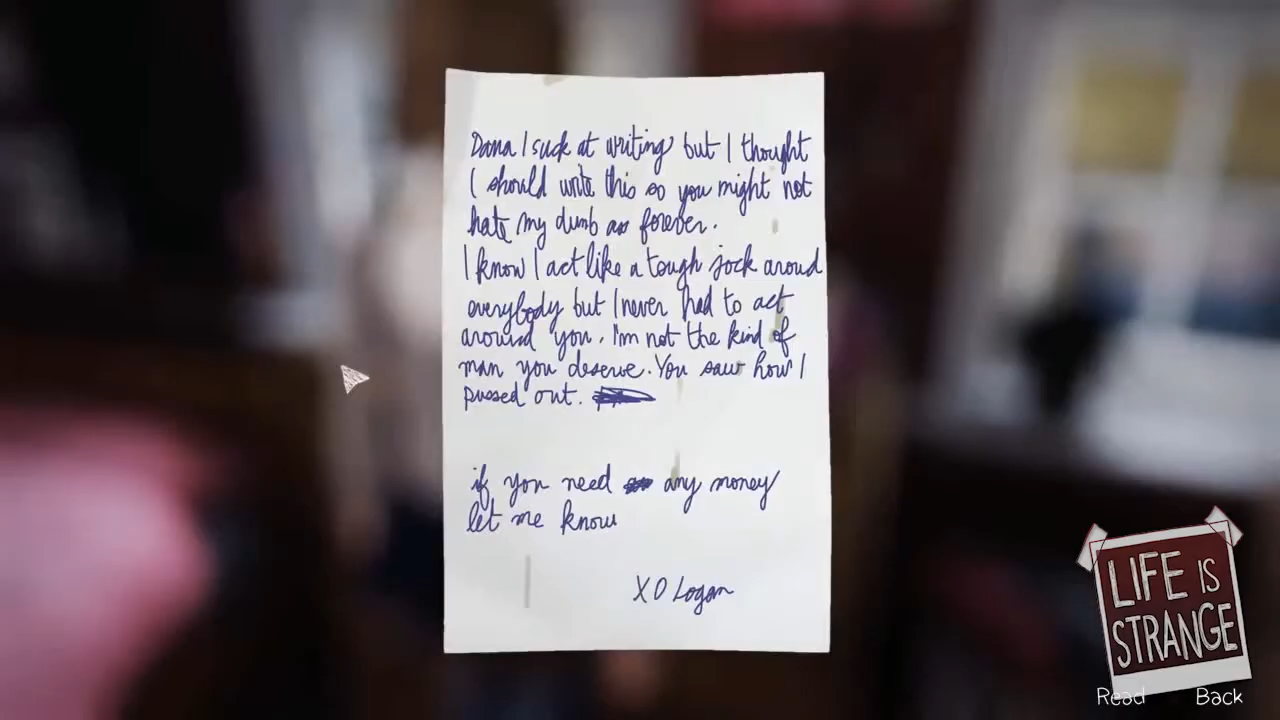 Dana I suck at writing but I thought
I should write this so you might not
hate my dumb ass forever.
I know I act like a tough jock aroud
everybody but I never had to act
around you. I'm not the kind of
man you deserve. You saw how I
pussed out.
if you need any money
let me know
XO Logan
LIFE IS
STRANGE
Read Back